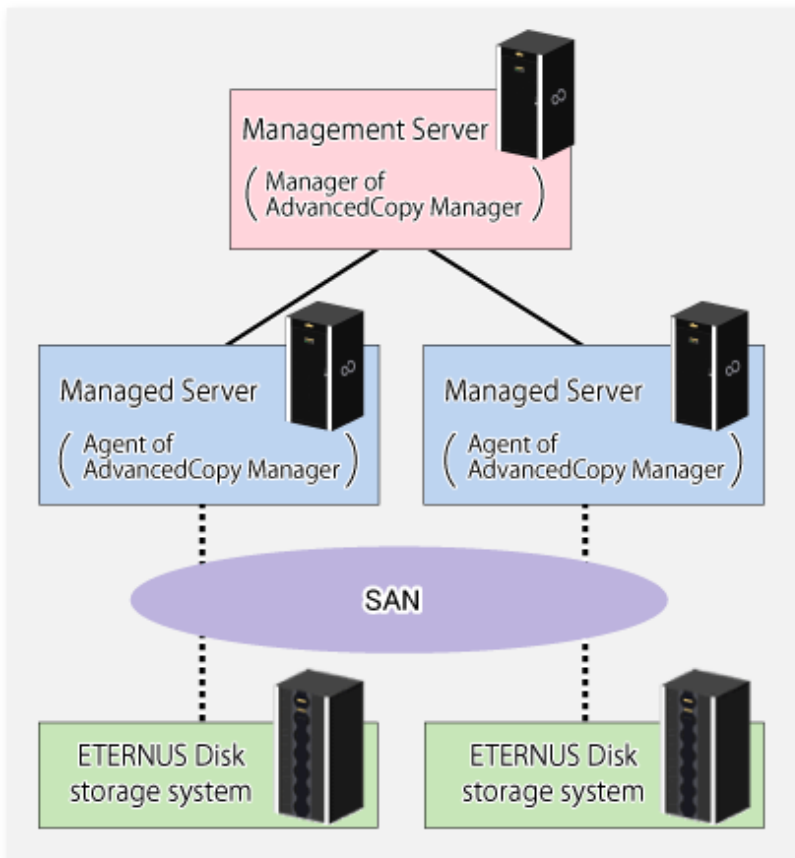 Management Server
( Manager of
AdvancedCopy Manager )
Managed Server
( Agent of
AdvancedCopy Manager )
Managed Server
( Agent of
AdvancedCopy Manager )
SAN
ETERNUS Disk
storage system
ETERNUS Disk
storage system